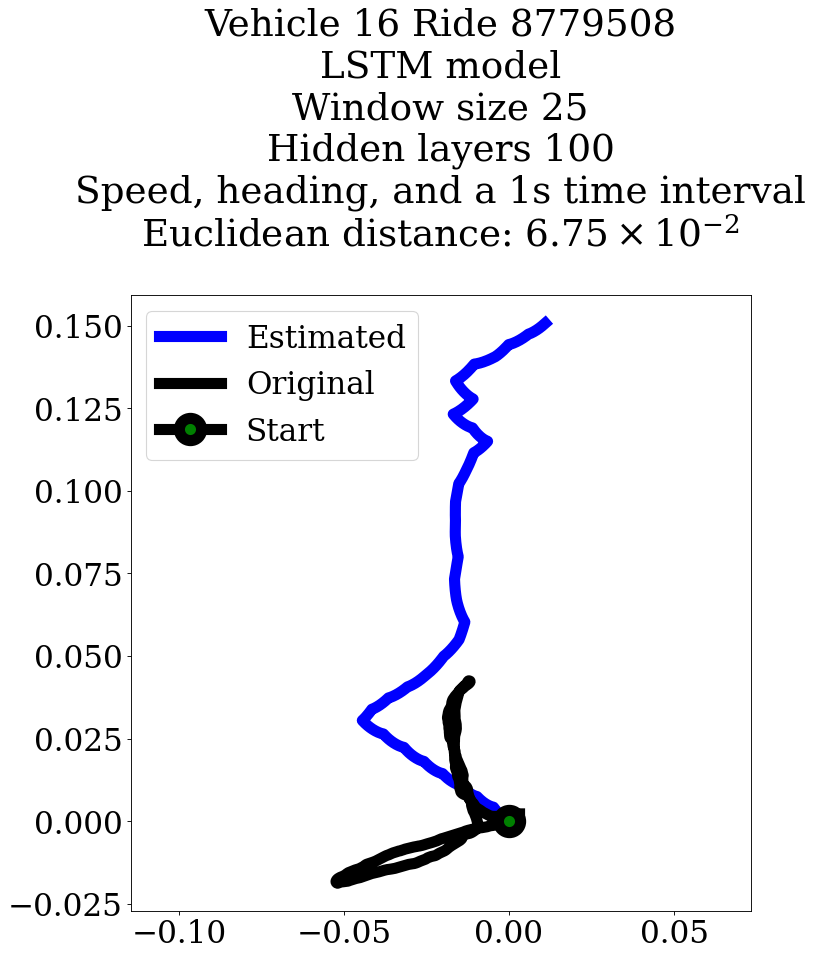 Vehicle 16 Ride 8779508
LSTM model
Window size 25
Hidden layers 100
Speed, heading, and a 1s time interval
Euclidean distance: 6.75 × 10⁻²
Estimated
Original
Start
0.150
0.125
0.100
0.075
0.050
0.025
0.000
−0.025
−0.10 −0.05 0.00 0.05